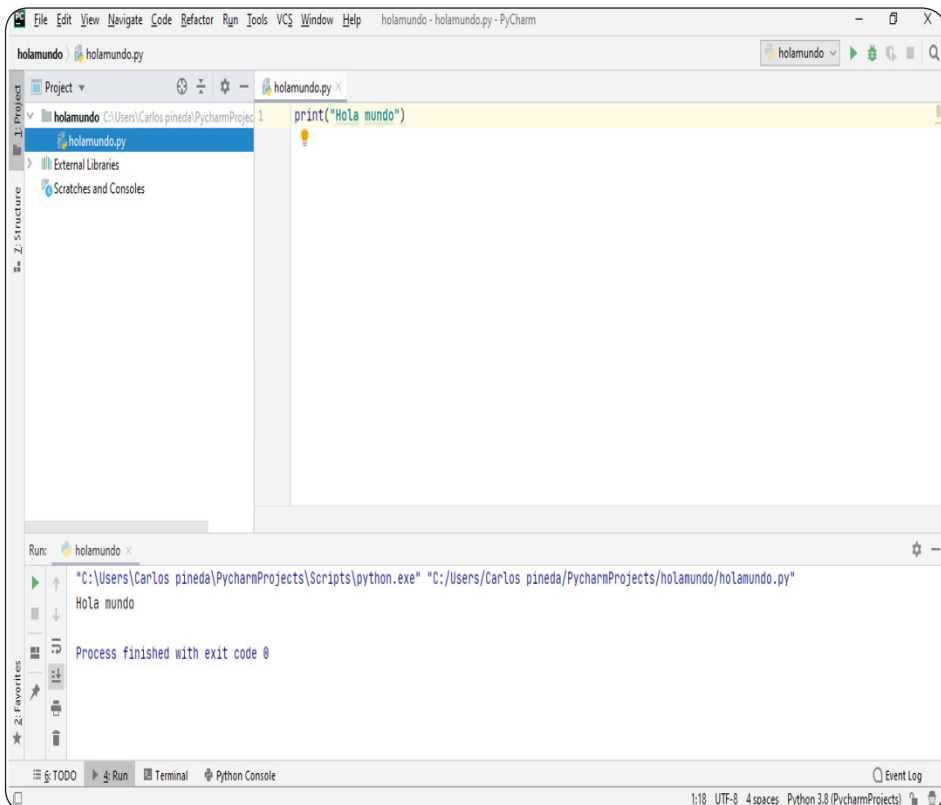 PC File Edit View Navigate Code Refactor Run Tools VCS Window Help holamundo - holamundo.py - PyCharm
holamundo holamundo.py holamundo
1: Project
Project holamundo.py
holamundo C:\Users\Carlos pineda\PycharmProjec
holamundo.py
External Libraries
Scratches and Consoles
1 print("Hola mundo")
7: Structure
Run: holamundo
"C:\Users\Carlos pineda\PycharmProjects\Scripts\python.exe" "C:/Users/Carlos pineda/PycharmProjects/holamundo/holamundo.py"
Hola mundo
Process finished with exit code 0
2: Favorites
6: TODO 4: Run Terminal Python Console Event Log
1:18 UTF-8 4 spaces Python 3.8 (PycharmProjects)